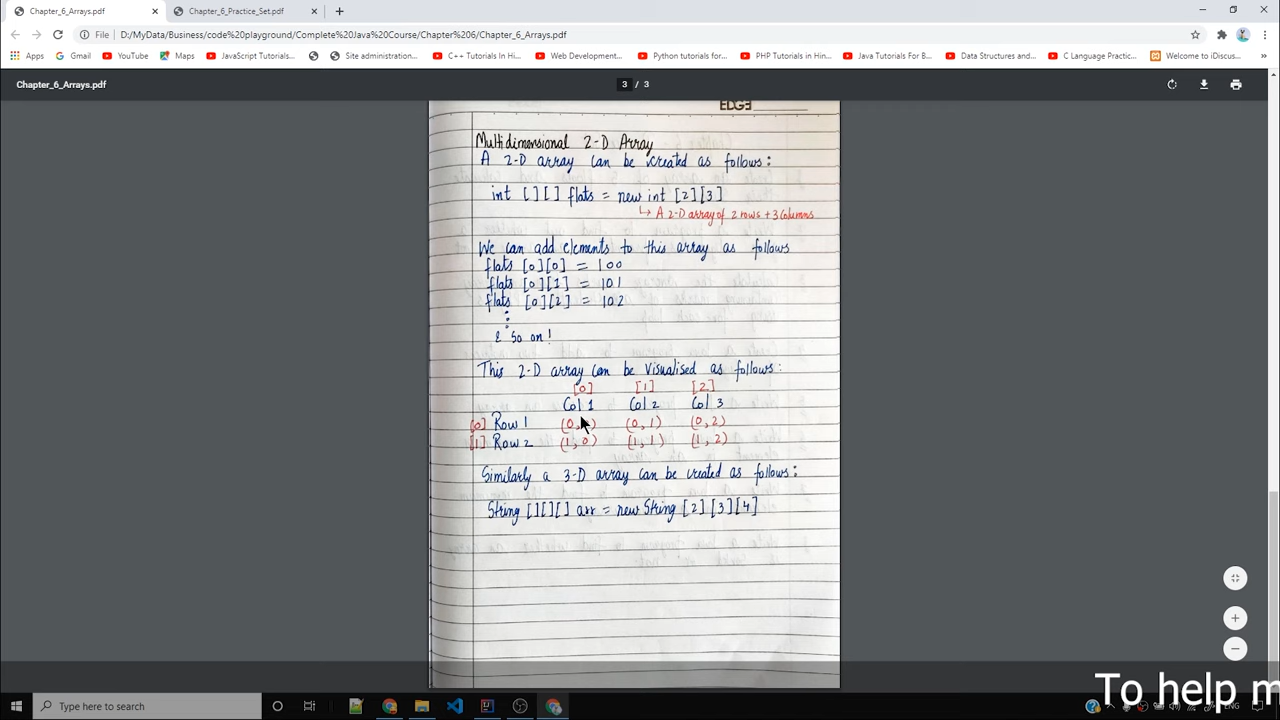 Chapter_6_Arrays.pdf
Chapter_6_Practice_Set.pdf
File D:/MyData/Business/code%20playground/Complete%20Java%20Course/Chapter%206/Chapter_6_Arrays.pdf
Apps Gmail YouTube Maps JavaScript Tutorials... Site administration... C++ Tutorials In Hi... Web Development... Python tutorials for... PHP Tutorials in Hin... Java Tutorials For B... Data Structures and... C Language Practic... Welcome to iDiscus...
Chapter_6_Arrays.pdf 3 / 3
EDGE
Multidimensional 2-D Array
A 2-D array can be created as follows:
int [][] flats = new int [2][3]
↳ A 2-D array of 2 rows + 3 columns
We can add elements to this array as follows
flats [0][0] = 100
flats [0][1] = 101
flats [0][2] = 102
& So on!
This 2-D array can be visualised as follows:
[0] [1] [2]
Col 1 Col 2 Col 3
[0] Row 1 (0, (0,1) (0,2)
[1] Row 2 (1,0) (1,1) (1,2)
Similarly a 3-D array can be created as follows:
String [][][] arr = new String [2][3][4]
To help m
Type here to search
ENG